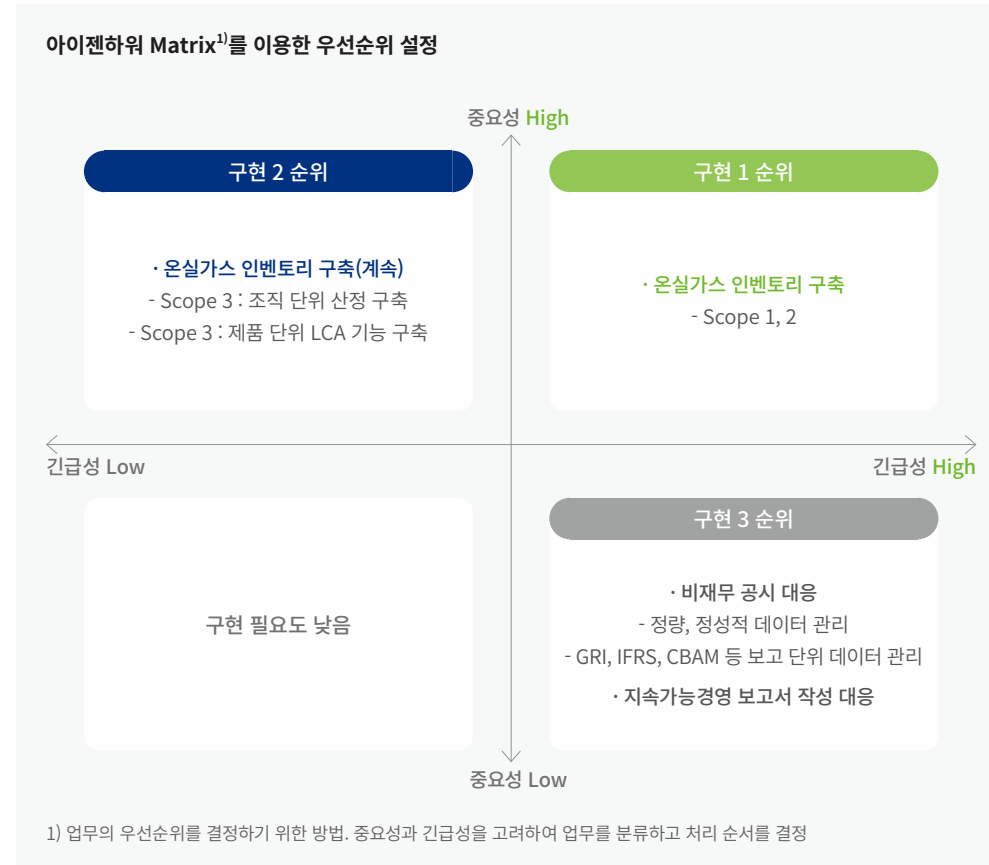 아이젠하워 Matrix1)를 이용한 우선순위 설정
중요성 High
구현 2 순위
· 온실가스 인벤토리 구축(계속)
- Scope 3 : 조직 단위 산정 구축
- Scope 3 : 제품 단위 LCA 기능 구축
구현 1 순위
· 온실가스 인벤토리 구축
- Scope 1, 2
긴급성 Low
긴급성 High
구현 필요도 낮음
구현 3 순위
· 비재무 공시 대응
- 정량, 정성적 데이터 관리
- GRI, IFRS, CBAM 등 보고 단위 데이터 관리
· 지속가능경영 보고서 작성 대응
중요성 Low
1) 업무의 우선순위를 결정하기 위한 방법. 중요성과 긴급성을 고려하여 업무를 분류하고 처리 순서를 결정